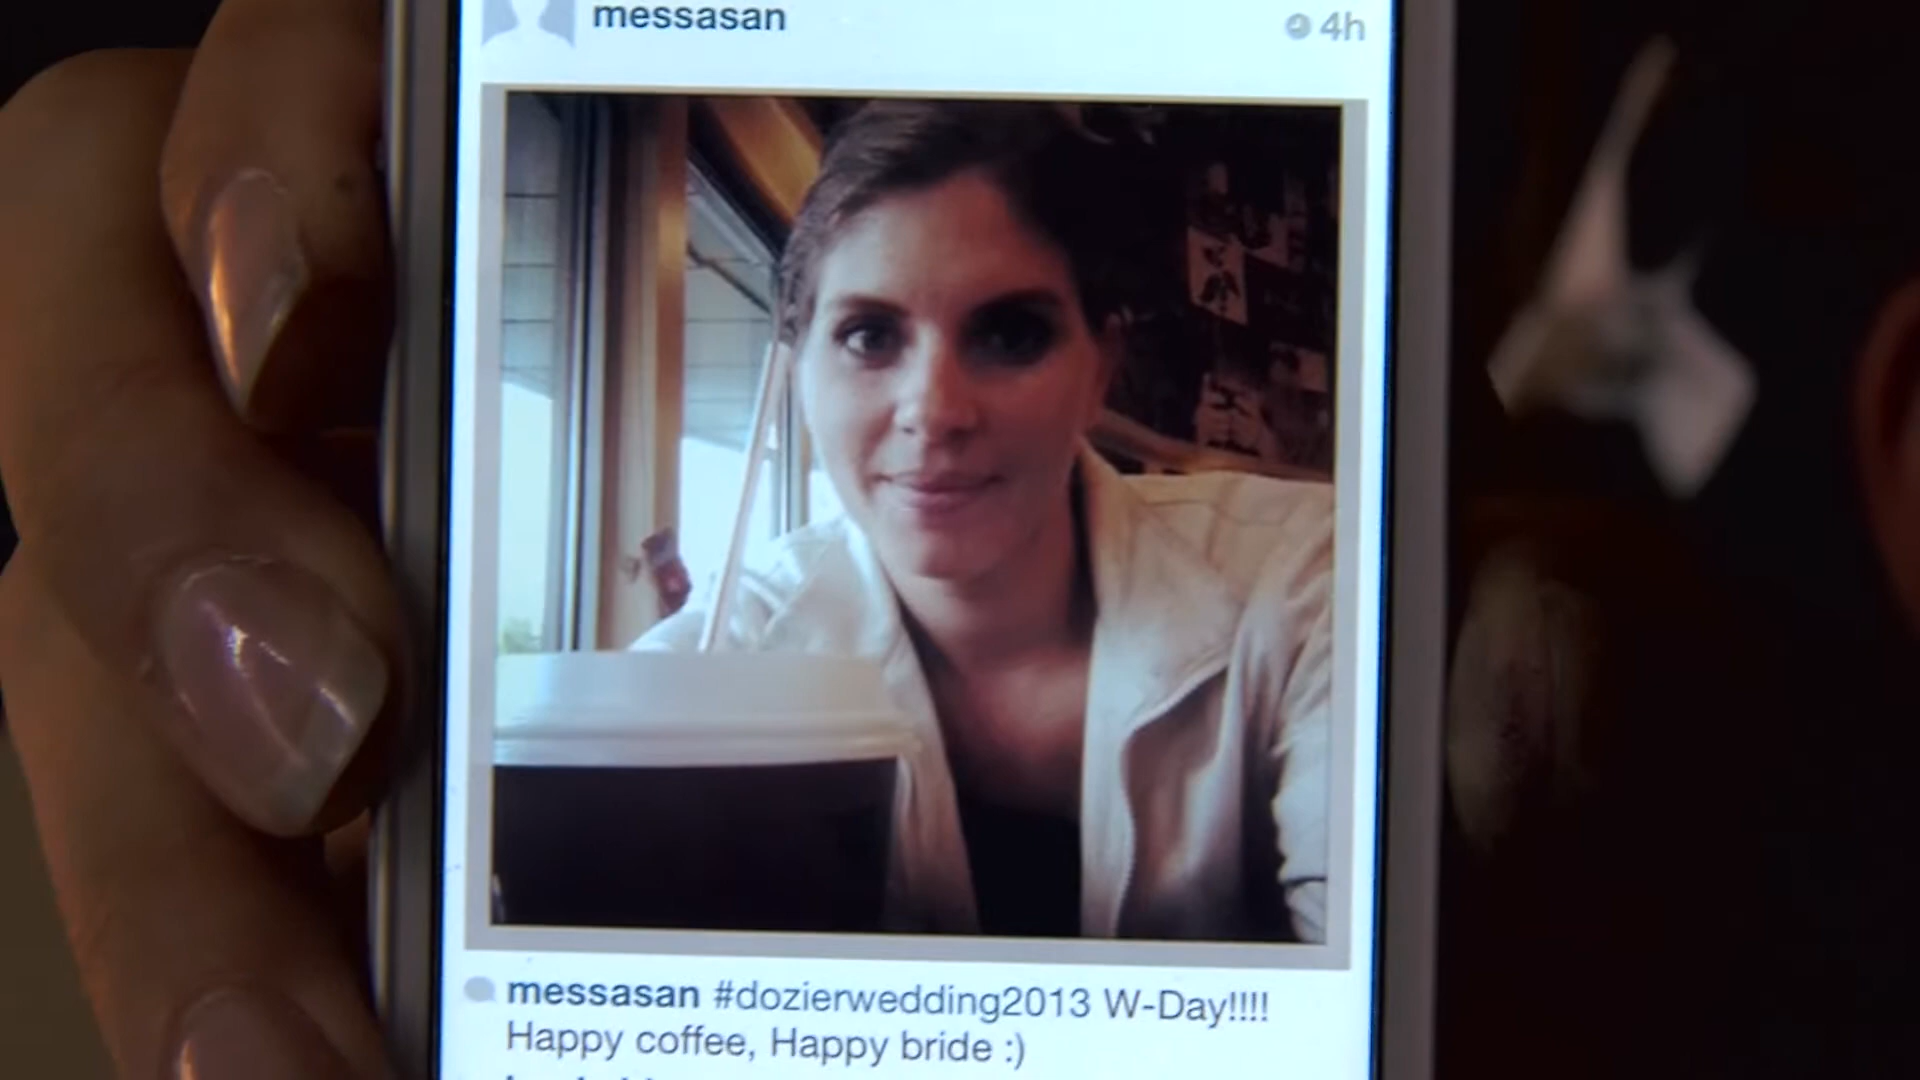 messasan
4h
messasan #dozierwedding2013 W-Day!!!!
Happy coffee, Happy bride :)